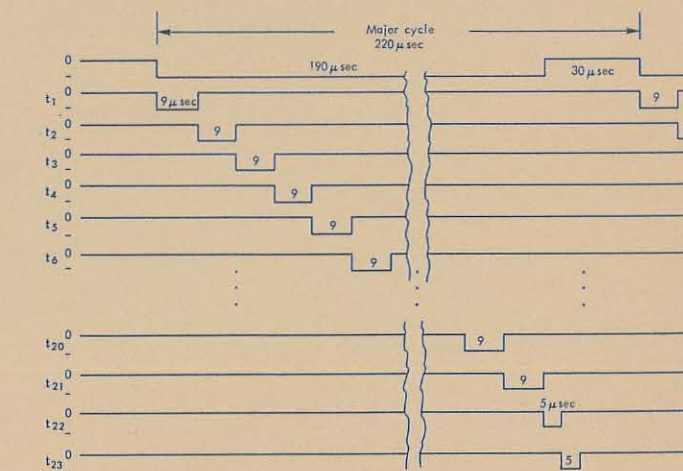 Major cycle
220 μ sec
0
–
190 μ sec
30 μ sec
t1 0
–
9 μ sec
9
t2 0
–
9
t3 0
–
9
t4 0
–
9
t5 0
–
9
t6 0
–
9
t20 0
–
9
t21 0
–
9
5 μ sec
t22 0
–
t23 0
–
5